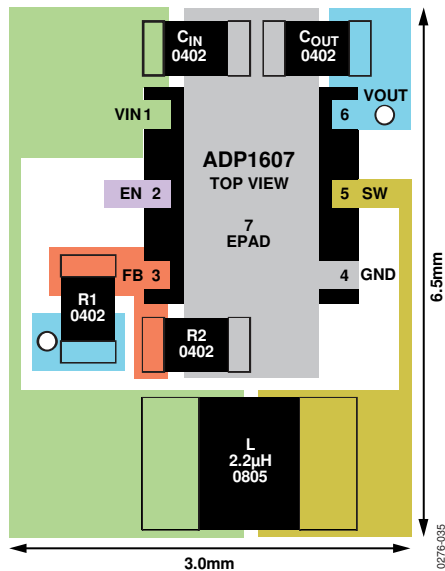 CIN
0402
COUT
0402
VOUT
VIN 1
6
ADP1607
TOP VIEW
EN 2
5 SW
7
EPAD
FB 3
4 GND
R1
0402
R2
0402
L
2.2µH
0805
6.5mm
3.0mm
0276-035